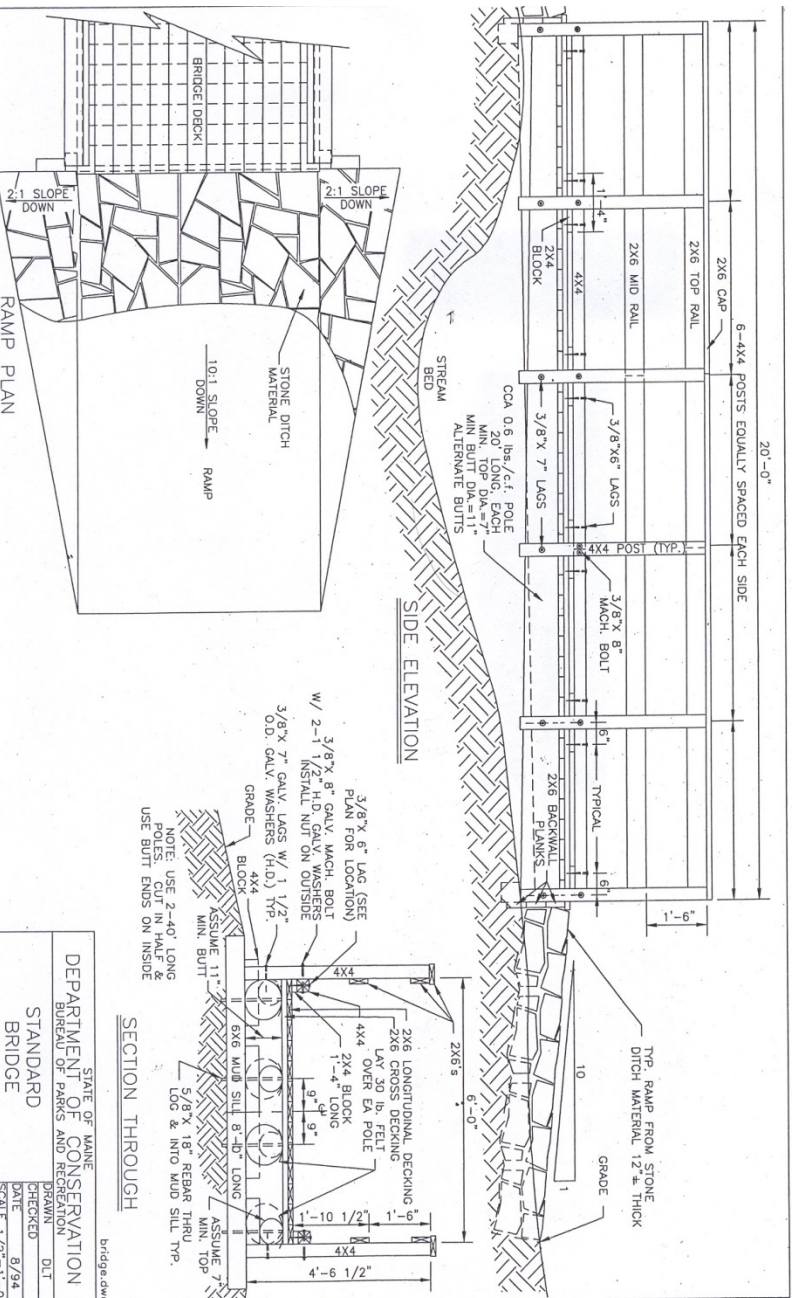 20'-0"
6-4X4 POSTS EQUALLY SPACED EACH SIDE
2X6 CAP
2X6 TOP RAIL
2X6 MID RAIL
4X4
2X4
BLOCK
1'-4"
3/8"X6" LAGS
3/8"X 7" LAGS
4X4 POST (TYP.)
3/8"X 8"
MACH. BOLT
6"
TYPICAL
6"
2X6 BACKWALL
PLANKS
1'-6"
CCA 0.6 lbs./c.f. POLE
20' LONG, EACH
MIN. TOP DIA.=7"
MIN BUTT DIA.=11"
ALTERNATE BUTTS
STREAM
BED
TYP. RAMP FROM STONE
DITCH MATERIAL 12"± THICK
10
1
GRADE
SIDE ELEVATION
BRIDGE DECK
2:1 SLOPE
DOWN
2:1 SLOPE
DOWN
STONE DITCH
MATERIAL
10:1 SLOPE
DOWN
RAMP
RAMP PLAN
3/8"X 6" LAG (SEE
PLAN FOR LOCATION)
3/8"X 8" GALV. MACH. BOLT
W/ 2-1 1/2" H.D. GALV. WASHERS
INSTALL NUT ON OUTSIDE
3/8"X 7" GALV. LAGS W/ 1 1/2"
O.D. GALV. WASHERS (H.D.) TYP.
GRADE
4X4
BLOCK
ASSUME 11"
MIN. BUTT
NOTE: USE 2-40' LONG
POLES. CUT IN HALF &
USE BUTT ENDS ON INSIDE
4X4
2X6's
6'-0"
4X4
2X4 BLOCK
1'-4" LONG
2X6 LONGITUDINAL DECKING
2X6 CROSS DECKING
LAY 30 lb. FELT
OVER EA POLE
9"
9"
1'-10 1/2"
1'-6"
4X4
4'-6 1/2"
6X6 MUD SILL 8'-0" LONG
5/8"X 18" REBAR THRU
LOG & INTO MUD SILL TYP.
ASSUME 7"
MIN. TOP
SECTION THROUGH
bridge.dw
STATE OF MAINE
DEPARTMENT OF CONSERVATION
BUREAU OF PARKS AND RECREATION
STANDARD
BRIDGE
DRAWN DLT
CHECKED
DATE 8/94
SCALE 1/2"=1'